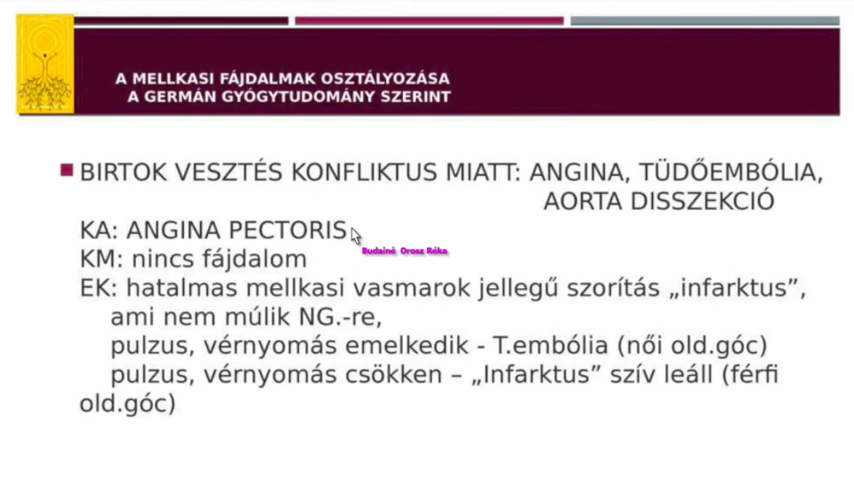 A MELLKASI FÁJDALMAK OSZTÁLYOZÁSA
A GERMÁN GYÓGYTUDOMÁNY SZERINT
BIRTOK VESZTÉS KONFLIKTUS MIATT: ANGINA, TÜDŐEMBÓLIA,
AORTA DISSZEKCIÓ
KA: ANGINA PECTORIS
Budainé Orosz Réka
KM: nincs fájdalom
EK: hatalmas mellkasi vasmarok jellegű szorítás „infarktus”,
ami nem múlik NG.-re,
pulzus, vérnyomás emelkedik - T.embólia (női old.góc)
pulzus, vérnyomás csökken – „Infarktus” szív leáll (férfi
old.góc)